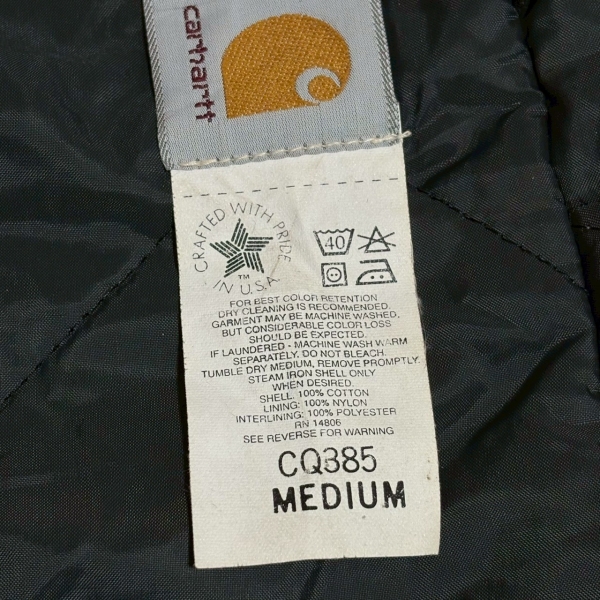 carhartt
CRAFTED WITH PRIDE
IN U.S.A.
TM
40
FOR BEST COLOR RETENTION
DRY CLEANING IS RECOMMENDED.
GARMENT MAY BE MACHINE WASHED,
BUT CONSIDERABLE COLOR LOSS
SHOULD BE EXPECTED.
IF LAUNDERED - MACHINE WASH WARM
SEPARATELY. DO NOT BLEACH.
TUMBLE DRY MEDIUM, REMOVE PROMPTLY.
STEAM IRON SHELL ONLY
WHEN DESIRED.
SHELL: 100% COTTON
LINING: 100% NYLON
INTERLINING: 100% POLYESTER
RN 14806
SEE REVERSE FOR WARNING
CQ385
MEDIUM